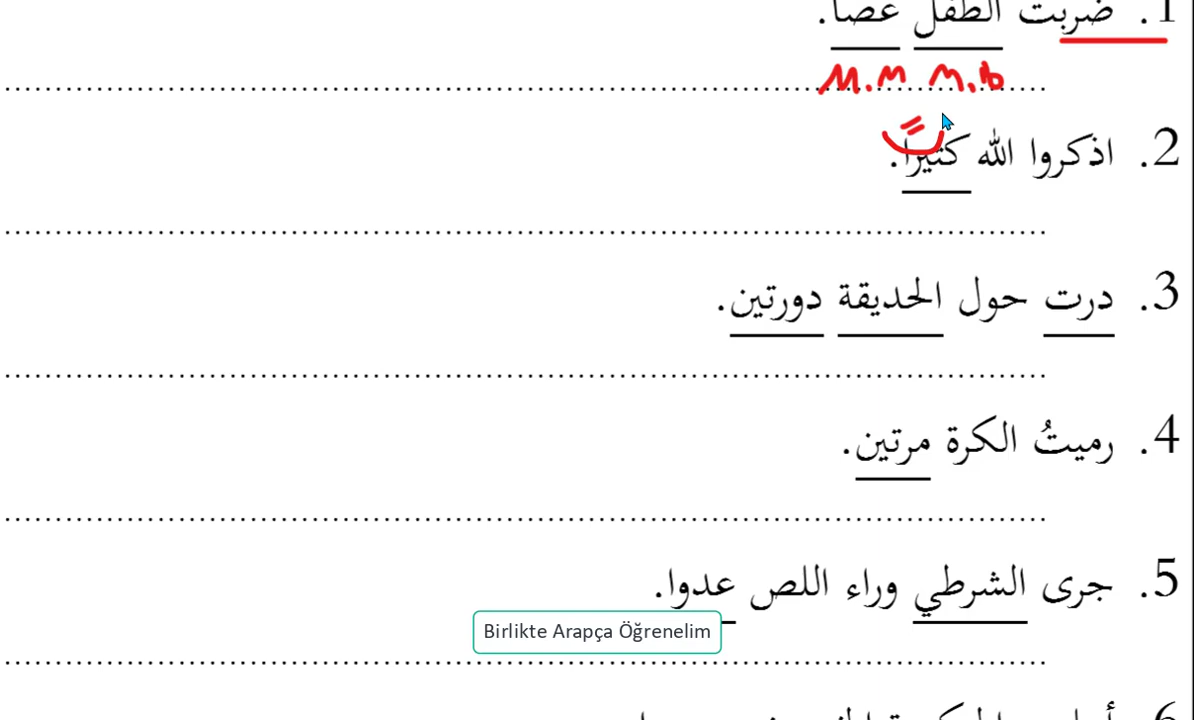 1. ضربت الطفل عصا.
M.M M.b
2. اذكروا الله كثيرًا.
3. درت حول الحديقة دورتين.
4. رميتُ الكرة مرتين.
5. جرى الشرطي وراء اللص عدوا.
Birlikte Arapça Öğrenelim